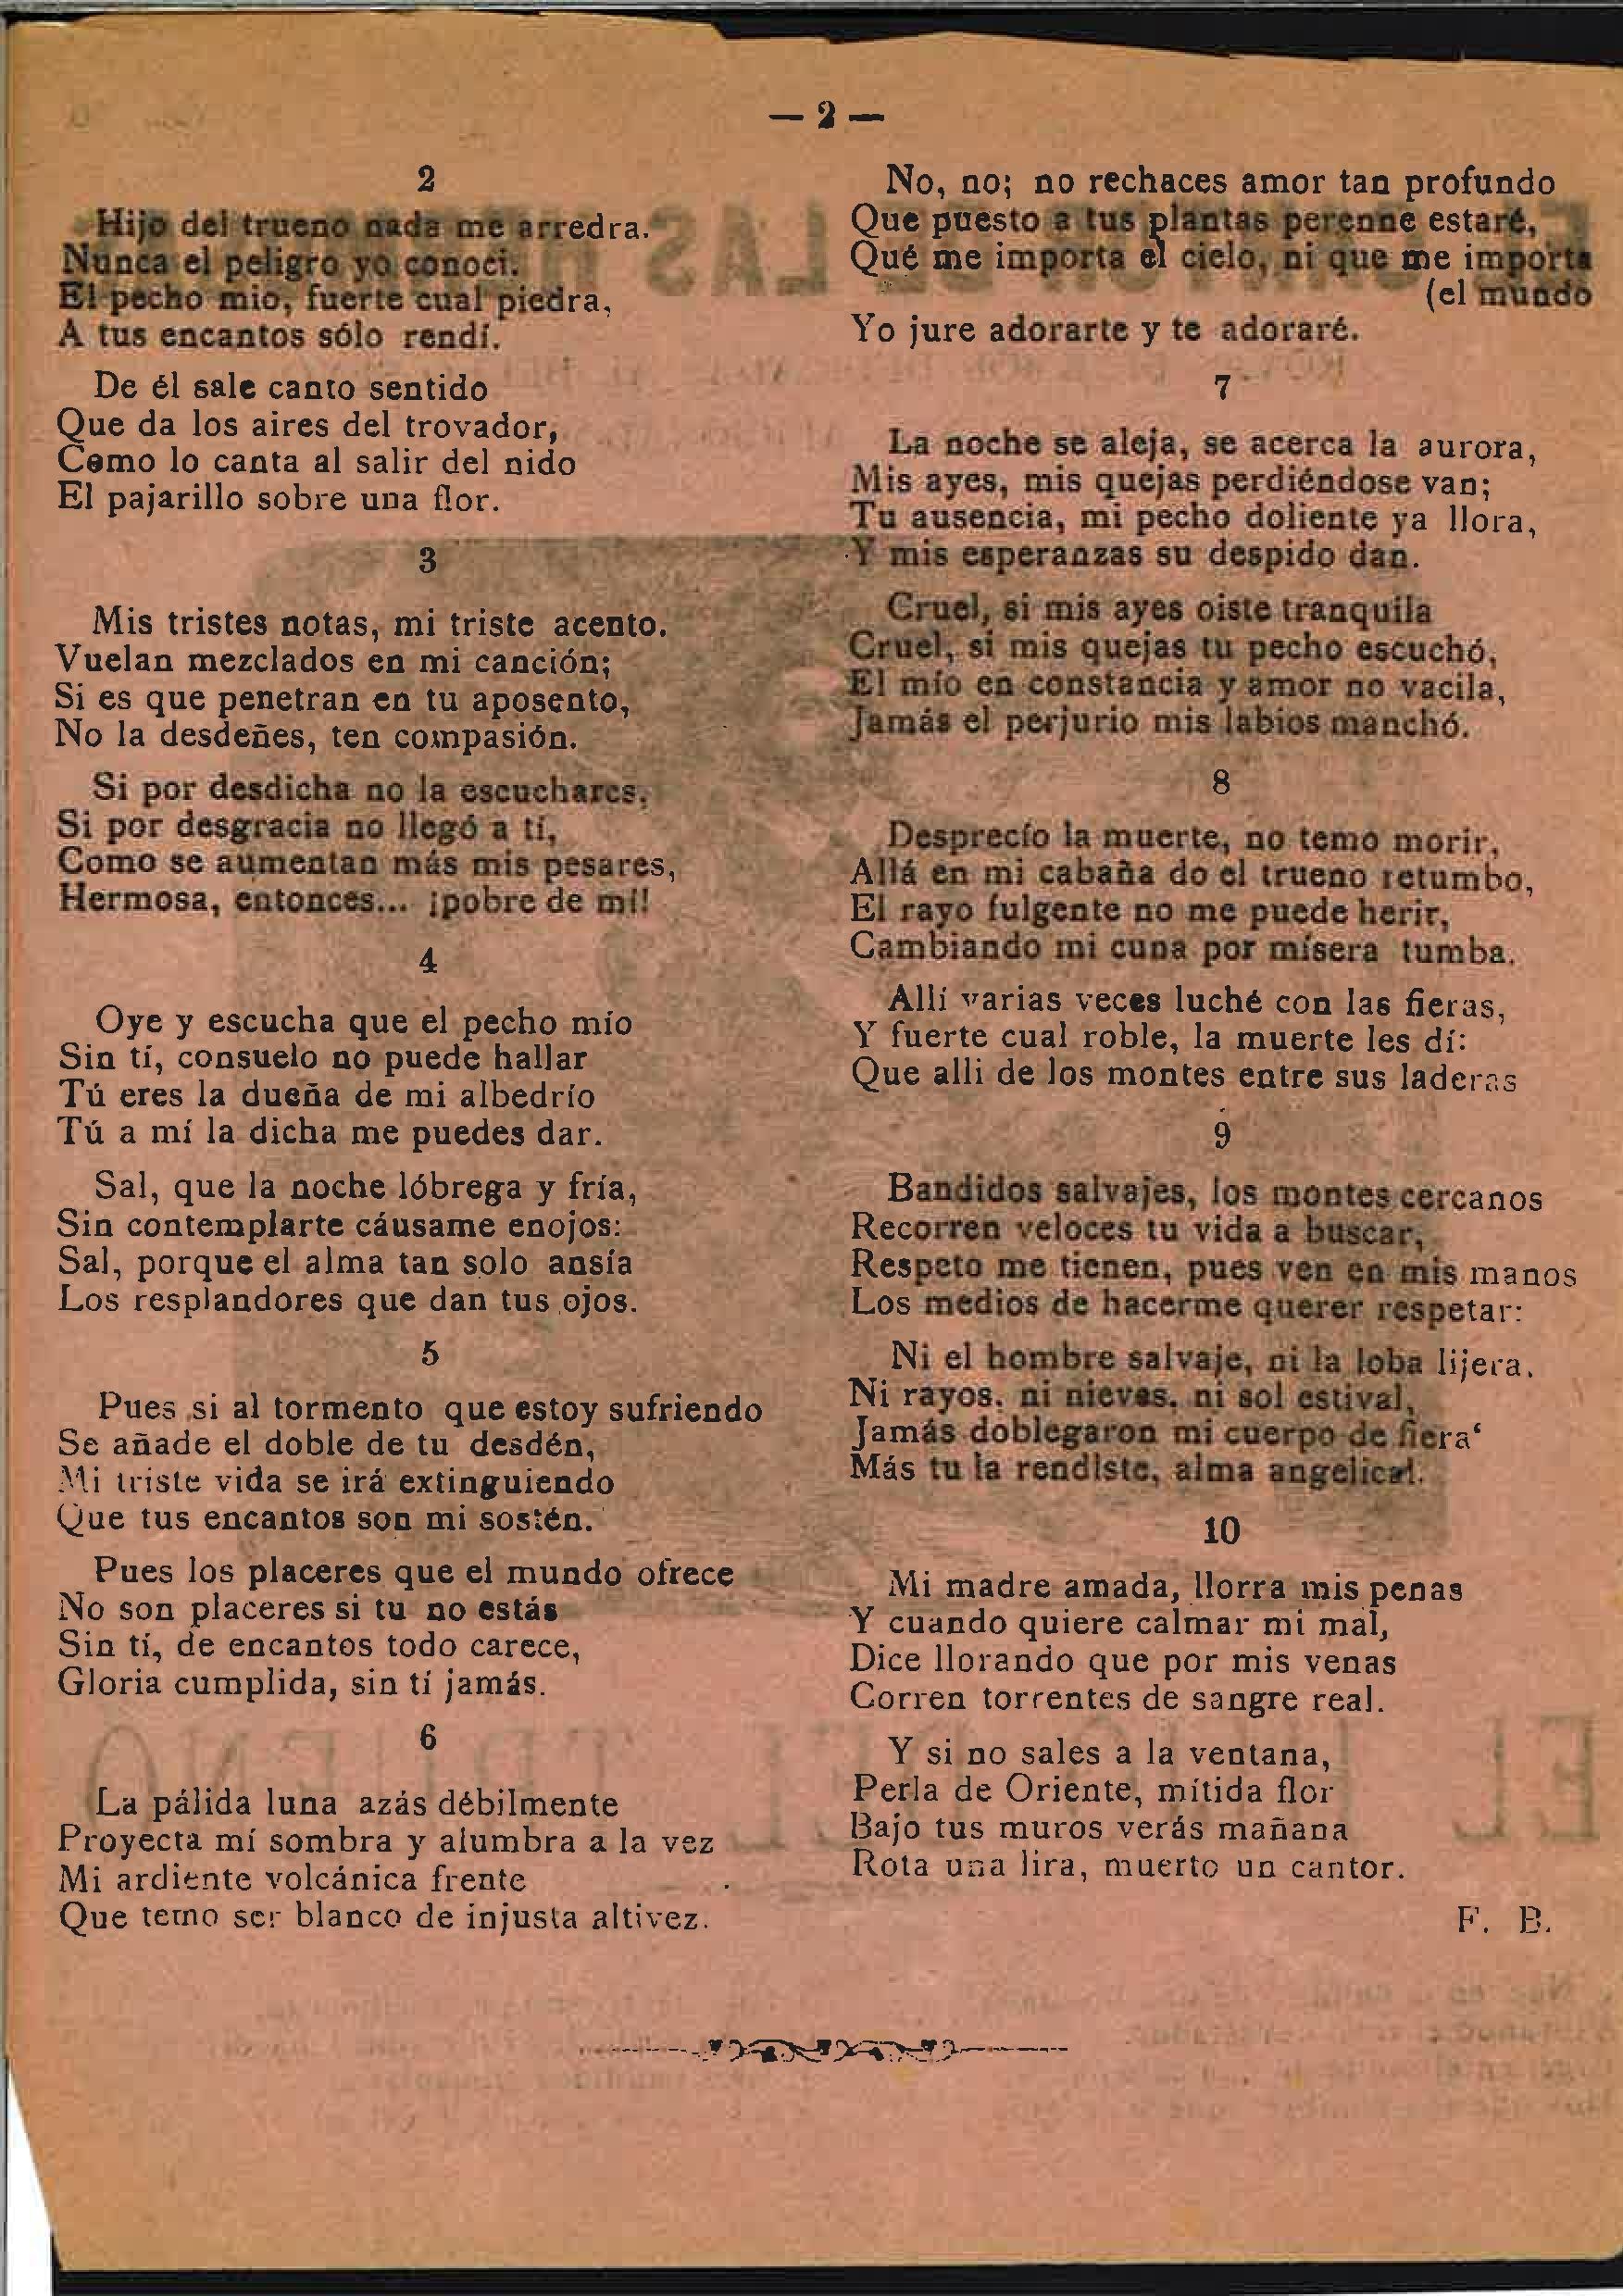 — 2 —
2
Hijo del trueno nada me arredra.
Nunca el peligro yo conoci.
El pecho mio, fuerte cual piedra,
A tus encantos sólo rendí.
De él sale canto sentido
Que da los aires del trovador,
Como lo canta al salir del nido
El pajarillo sobre una flor.
3
Mis tristes notas, mi triste acento.
Vuelan mezclados en mi canción;
Si es que penetran en tu aposento,
No la desdeñes, ten compasión.
Si por desdicha no la escuchares,
Si por desgracia no llegó a tí,
Como se aumentan más mis pesares,
Hermosa, entonces... ¡pobre de mí!
4
Oye y escucha que el pecho mío
Sin tí, consuelo no puede hallar
Tú eres la dueña de mi albedrío
Tú a mí la dicha me puedes dar.
Sal, que la noche lóbrega y fría,
Sin contemplarte cáusame enojos:
Sal, porque el alma tan solo ansía
Los resplandores que dan tus ojos.
5
Pues si al tormento que estoy sufriendo
Se añade el doble de tu desdén,
Mi triste vida se irá extinguiendo
Que tus encantos son mi sostén.
Pues los placeres que el mundo ofrece
No son placeres si tu no estás
Sin tí, de encantos todo carece,
Gloria cumplida, sin tí jamás.
6
La pálida luna azás débilmente
Proyecta mí sombra y alumbra a la vez
Mi ardiente volcánica frente
Que temo ser blanco de injusta altivez.
No, no; no rechaces amor tan profundo
Que puesto a tus plantas perenne estaré,
Qué me importa el cielo, ni que me importa
(el mundo
Yo jure adorarte y te adoraré.
7
La noche se aleja, se acerca la aurora,
Mis ayes, mis quejas perdiéndose van;
Tu ausencia, mi pecho doliente ya llora,
Y mis esperanzas su despido dan.
Cruel, si mis ayes oiste tranquila
Cruel, si mis quejas tu pecho escuchó,
El mío en constancia y amor no vacila,
Jamás el perjurio mis labios manchó.
8
Desprecío la muerte, no temo morir,
Allá en mi cabaña do el trueno retumbo,
El rayo fulgente no me puede herir,
Cambiando mi cuna por mísera tumba.
Allí varias veces luché con las fieras,
Y fuerte cual roble, la muerte les dí:
Que alli de los montes entre sus laderas
9
Bandidos salvajes, los montes cercanos
Recorren veloces tu vida a buscar,
Respeto me tienen, pues ven en mis manos
Los medios de hacerme querer respetar:
Ni el hombre salvaje, ni la loba lijera.
Ni rayos. ni nieves. ni sol estival,
Jamás doblegaron mi cuerpo de fiera‘
Más tu la rendiste, alma angelical.
10
Mi madre amada, llorra mis penas
Y cuando quiere calmar mi mal,
Dice llorando que por mis venas
Corren torrentes de sangre real.
Y si no sales a la ventana,
Perla de Oriente, mítida flor
Bajo tus muros verás mañana
Rota una lira, muerto un cantor.
F. B.